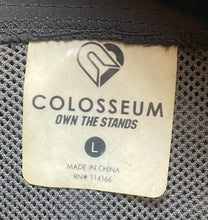 COLOSSEUM
OWN THE STANDS
L
MADE IN CHINA
RN# 114166